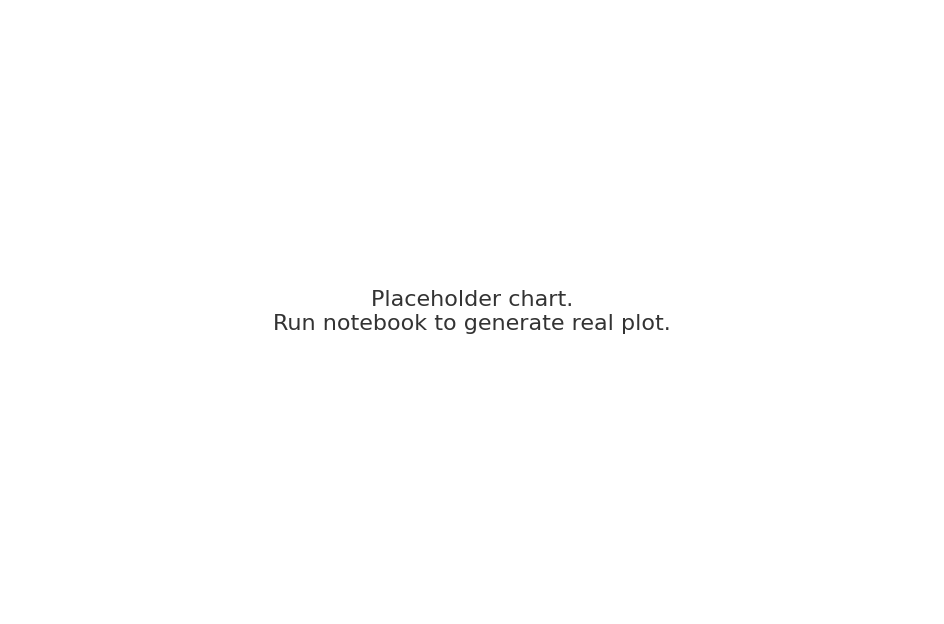 Placeholder chart.
Run notebook to generate real plot.